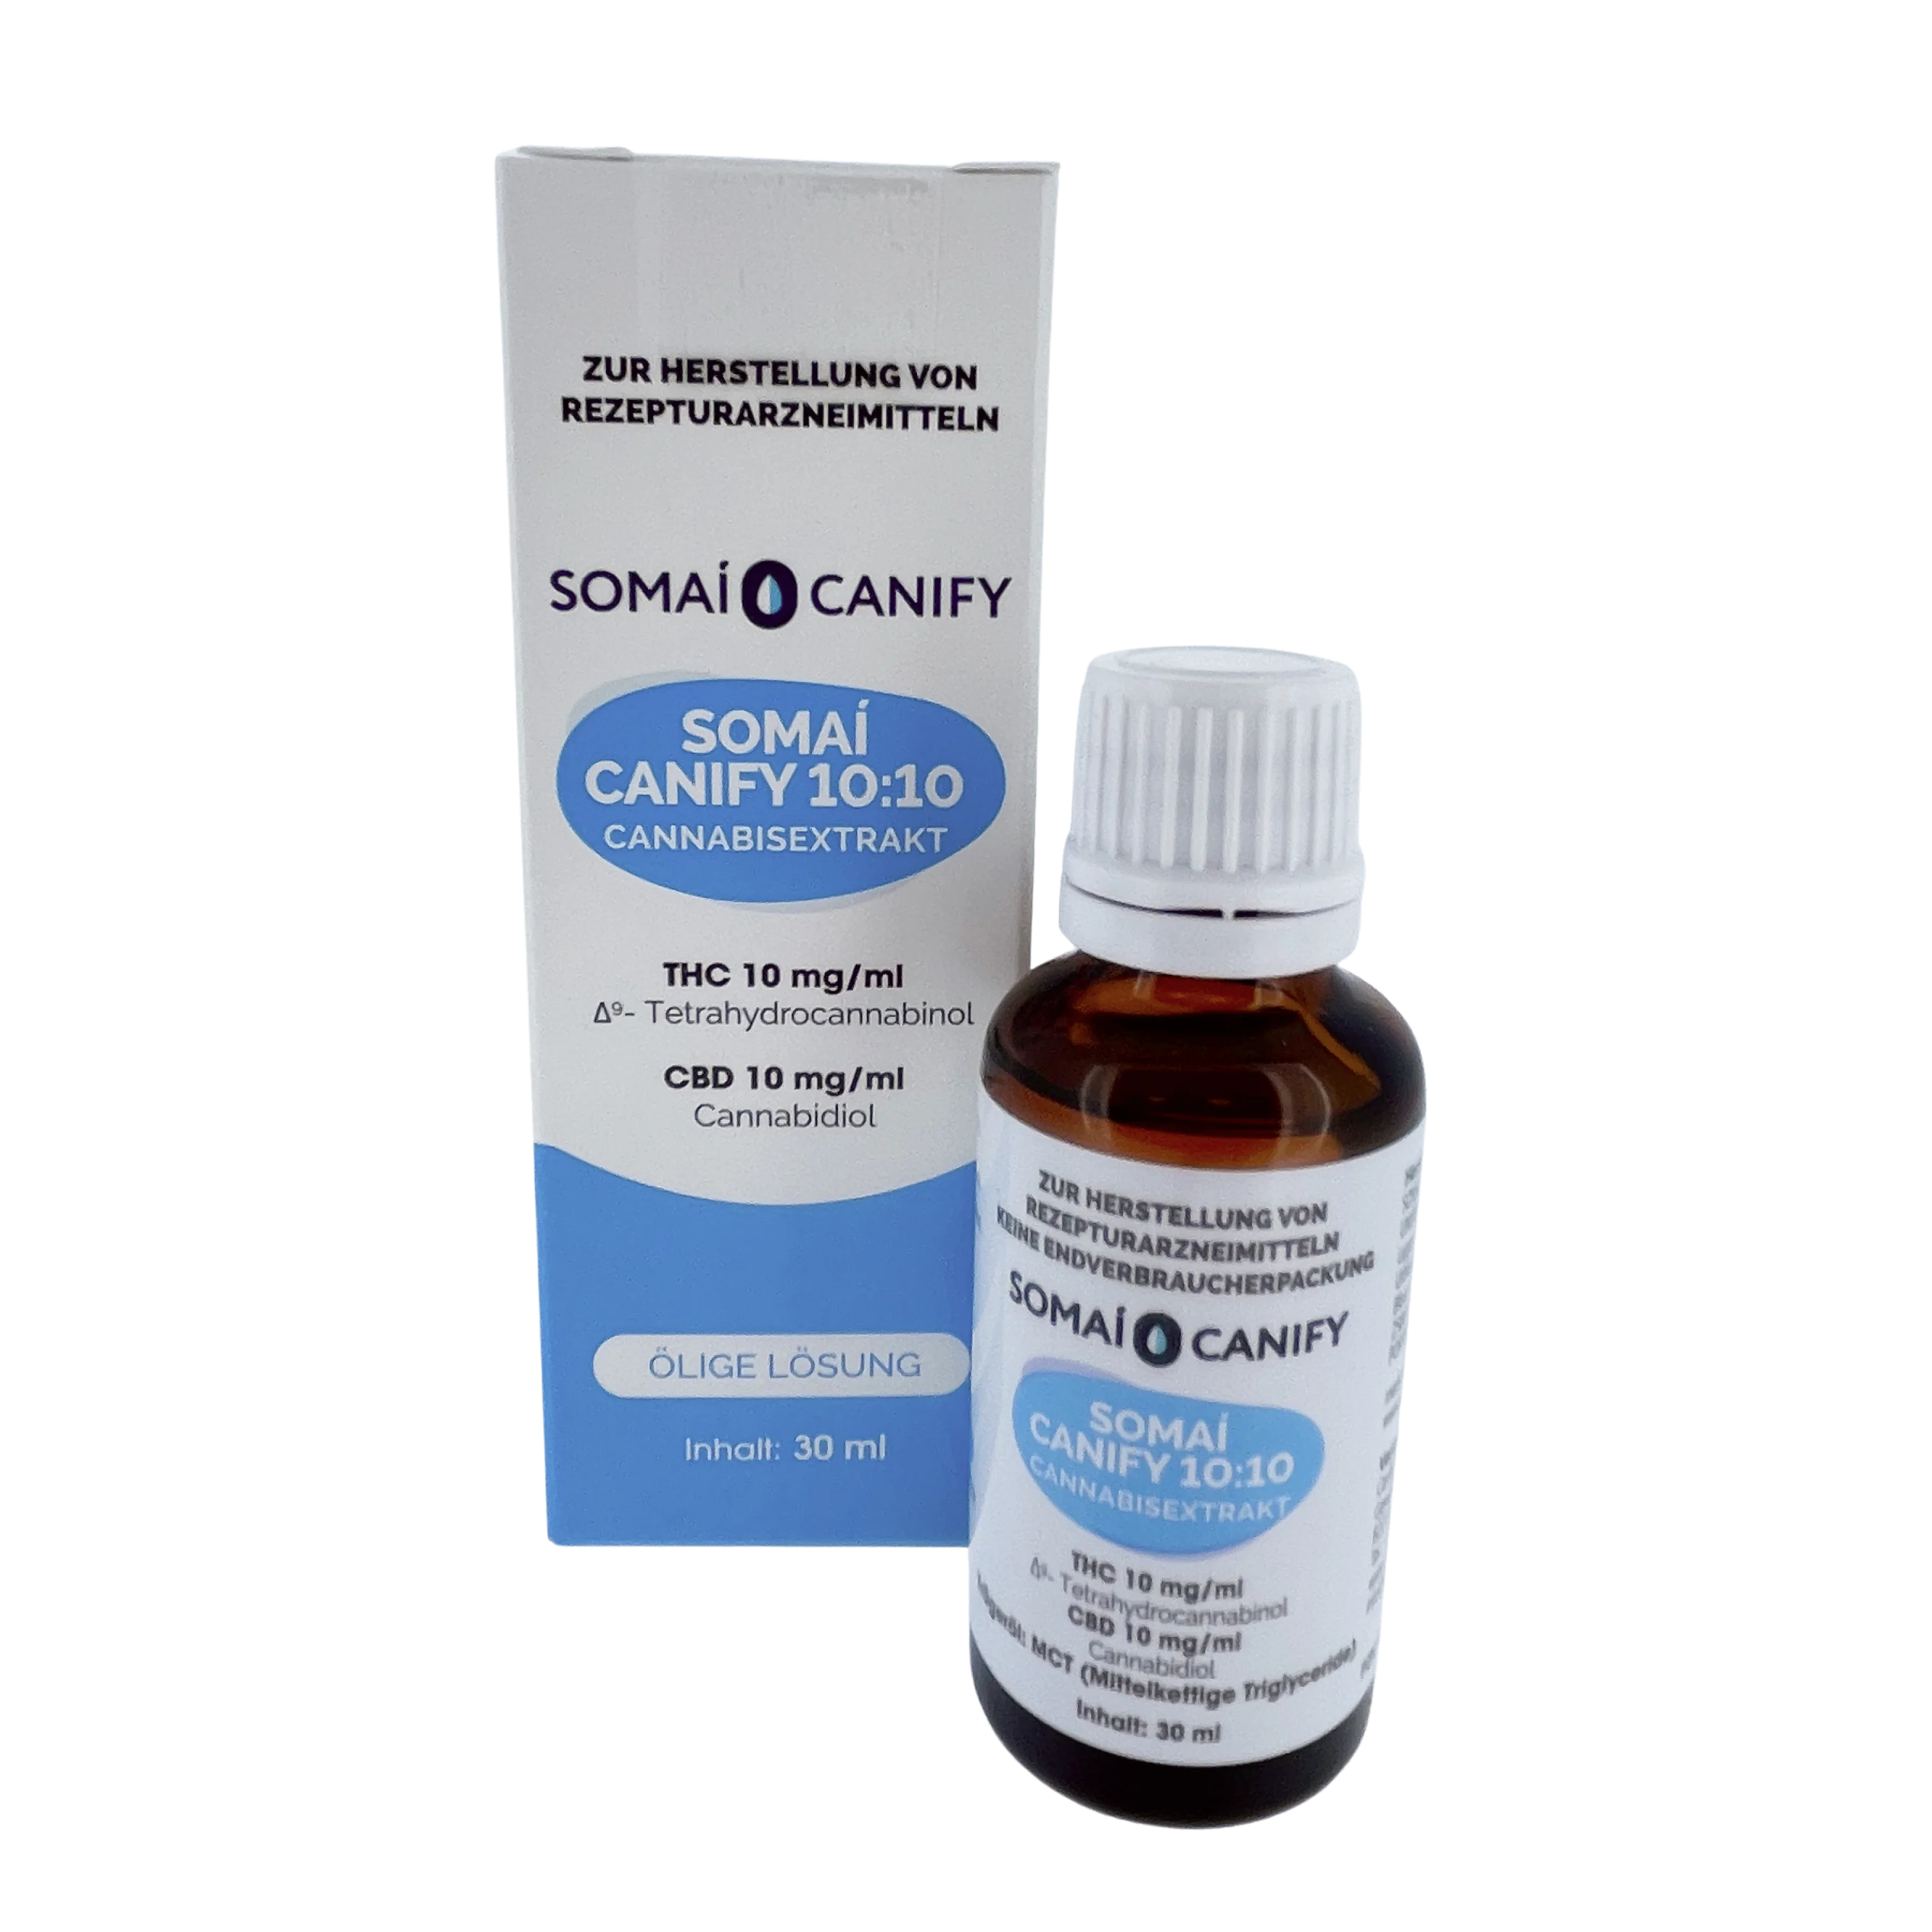 ZUR HERSTELLUNG VON
REZEPTURARZNEIMITTELN
SOMAÍ CANIFY
SOMAÍ
CANIFY 10:10
CANNABISEXTRAKT
THC 10 mg/ml
Δ⁹- Tetrahydrocannabinol
CBD 10 mg/ml
Cannabidiol
ÖLIGE LÖSUNG
Inhalt: 30 ml
ZUR HERSTELLUNG VON
REZEPTURARZNEIMITTELN
KEINE ENDVERBRAUCHERPACKUNG
SOMAÍ CANIFY
SOMAÍ
CANIFY 10:10
CANNABISEXTRAKT
THC 10 mg/ml
Δ⁹- Tetrahydrocannabinol
CBD 10 mg/ml
Cannabidiol
MCT (Mittelkettige Triglyceride)
Inhalt: 30 ml